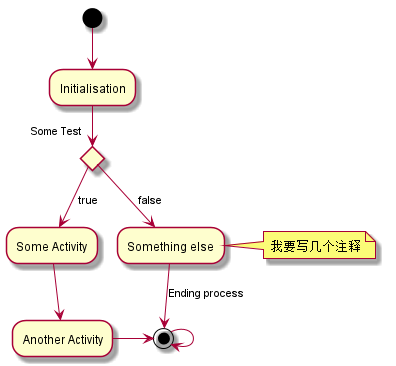 Initialisation
Some Test
true
false
Some Activity
Something else
我要写几个注释
Ending process
Another Activity